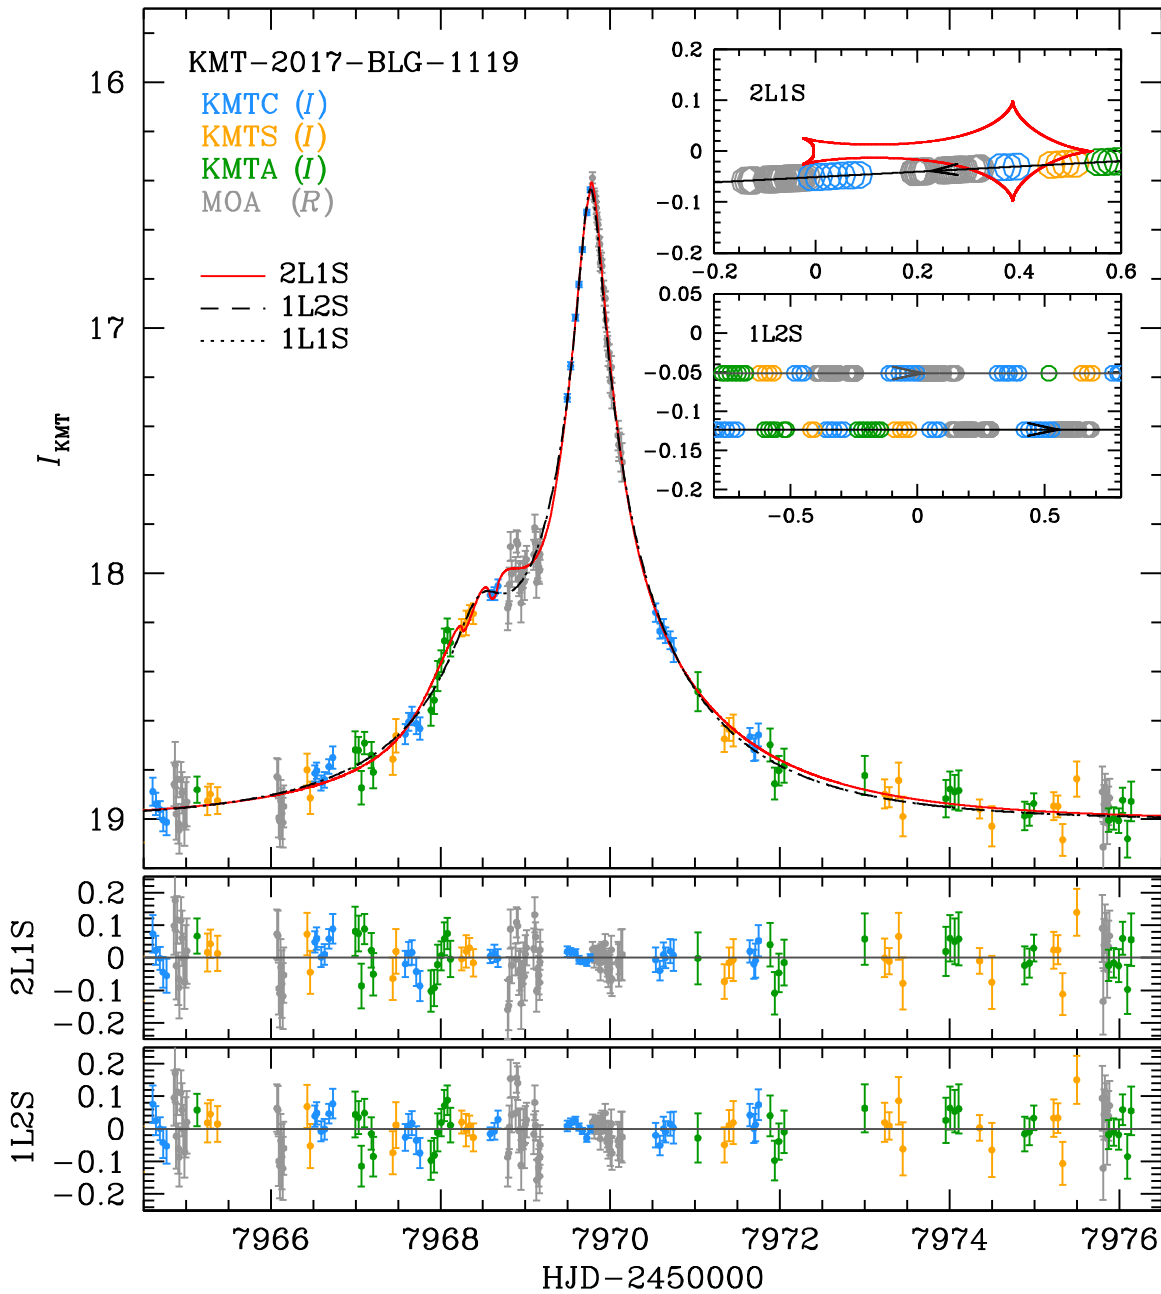 KMT-2017-BLG-1119
KMTC (I)
KMTS (I)
KMTA (I)
MOA (R)
2L1S
1L2S
1L1S
16
17
18
19
I_KMT
2L1S
0.2
0.1
0
-0.1
-0.2
-0.2 0 0.2 0.4 0.6
1L2S
0.05
0
-0.05
-0.1
-0.15
-0.2
-0.5 0 0.5
2L1S
0.2
0.1
0
-0.1
-0.2
1L2S
0.2
0.1
0
-0.1
-0.2
7966 7968 7970 7972 7974 7976
HJD-2450000